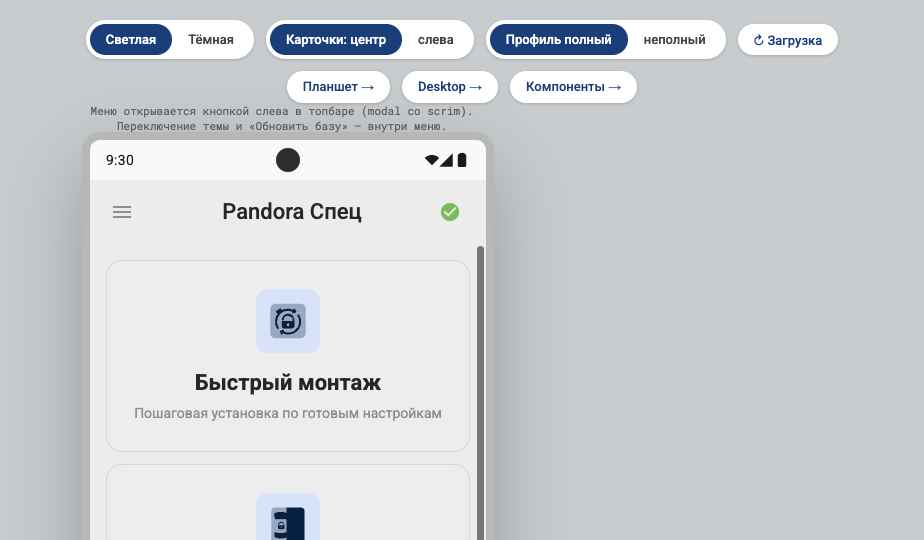 Светлая Тёмная Карточки: центр слева Профиль полный неполный ↻ Загрузка
Планшет → Desktop → Компоненты →
Меню открывается кнопкой слева в топбаре (modal со scrim).
Переключение темы и «Обновить базу» — внутри меню.
9:30
Pandora Спец
Быстрый монтаж
Пошаговая установка по готовым настройкам